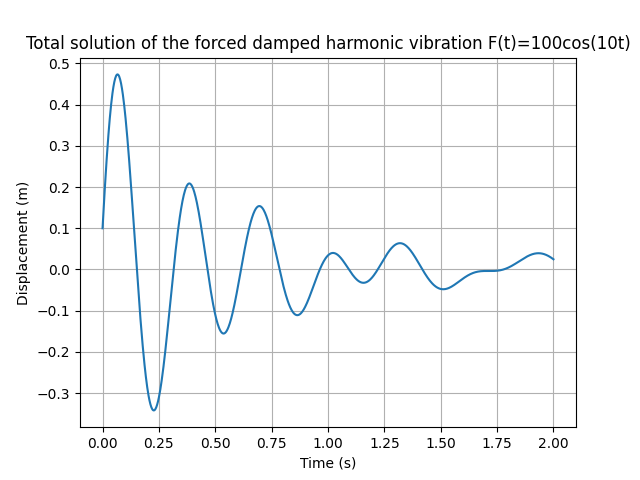 Total solution of the forced damped harmonic vibration F(t)=100cos(10t)
0.5
0.4
0.3
0.2
0.1
0.0
−0.1
−0.2
−0.3
Displacement (m)
0.00 0.25 0.50 0.75 1.00 1.25 1.50 1.75 2.00
Time (s)